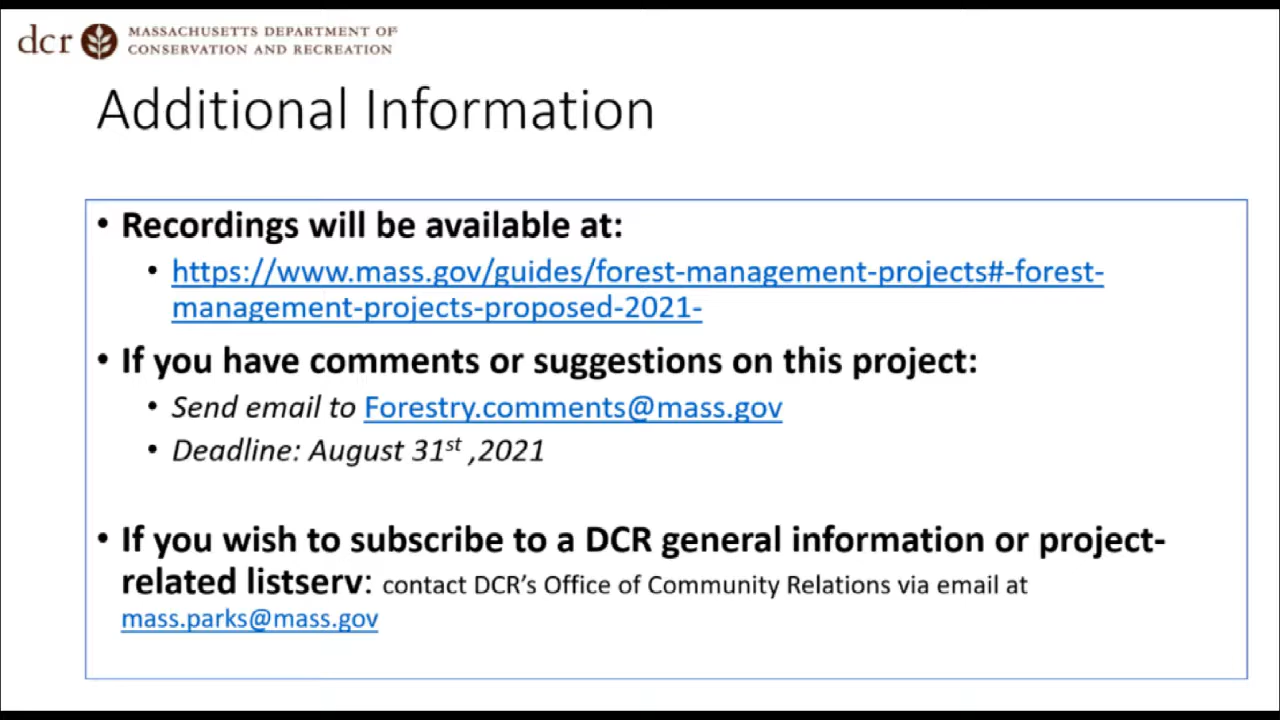 dcr MASSACHUSETTS DEPARTMENT OF
CONSERVATION AND RECREATION
Additional Information
• Recordings will be available at:
• https://www.mass.gov/guides/forest-management-projects#-forest-
management-projects-proposed-2021-
• If you have comments or suggestions on this project:
• Send email to Forestry.comments@mass.gov
• Deadline: August 31st ,2021
• If you wish to subscribe to a DCR general information or project-
related listserv: contact DCR’s Office of Community Relations via email at
mass.parks@mass.gov